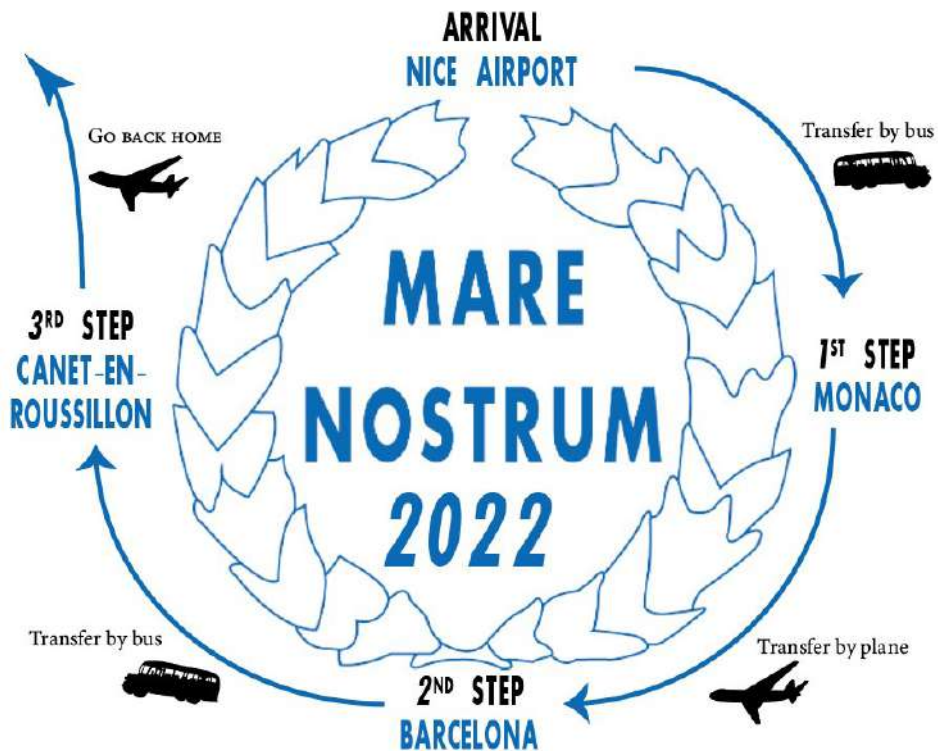 ARRIVAL
NICE AIRPORT
Transfer by bus
1ST STEP
MONACO
Transfer by plane
2ND STEP
BARCELONA
Transfer by bus
3RD STEP
CANET-EN-
ROUSSILLON
GO BACK HOME
MARE
NOSTRUM
2022